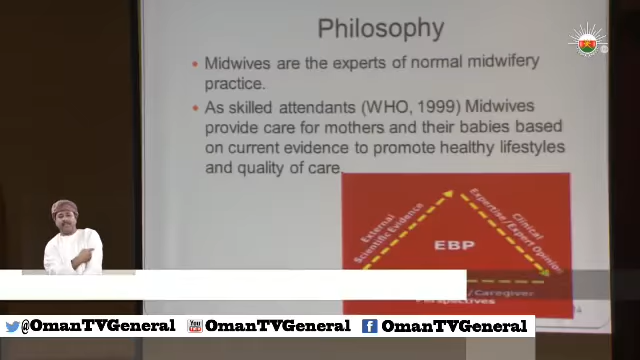 Philosophy
• Midwives are the experts of normal midwifery
practice.
• As skilled attendants (WHO, 1999) Midwives
provide care for mothers and their babies based
on current evidence to promote healthy lifestyles
and quality of care.
External
Scientific Evidence
Clinical
Expertise/Expert Opinion
EBP
/Caregiver
Perspectives
@OmanTVGeneral
You
OmanTVGeneral
f OmanTVGeneral